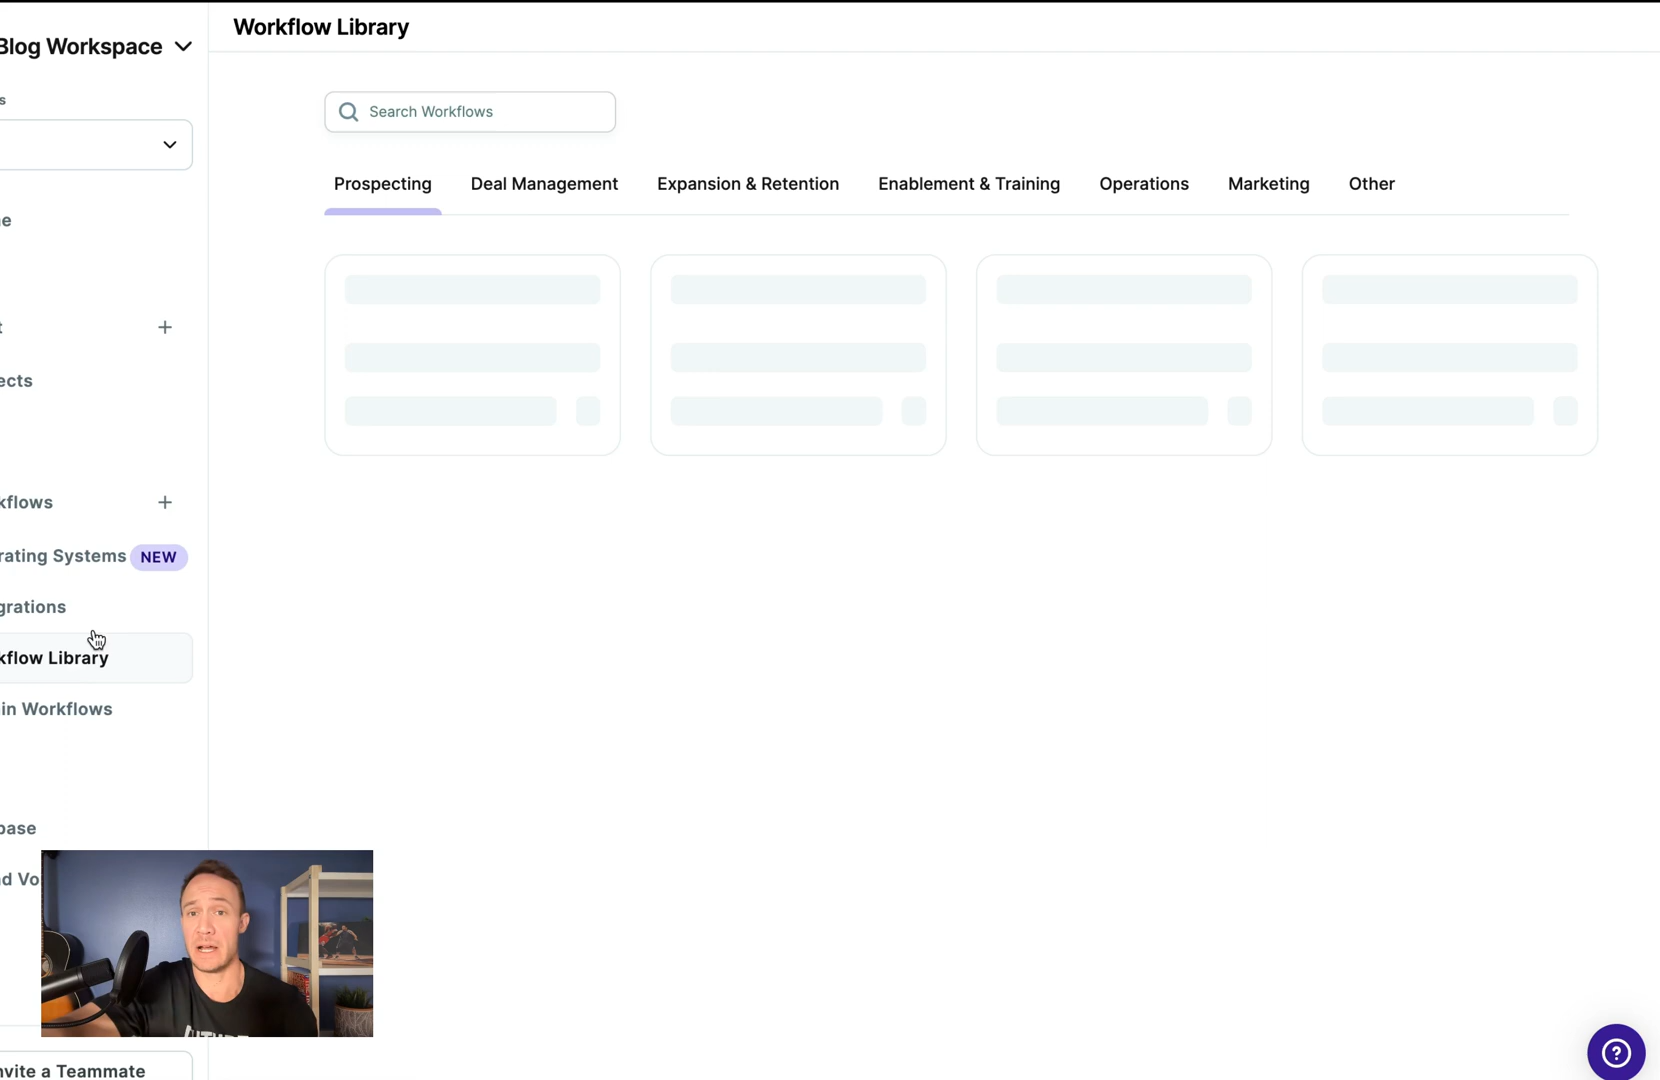 Blog Workspace
Workflow Library
s
Search Workflows
Prospecting
Deal Management
Expansion & Retention
Enablement & Training
Operations
Marketing
Other
e
t
ects
kflows
rating Systems NEW
grations
kflow Library
in Workflows
base
d Vo
nvite a Teammate